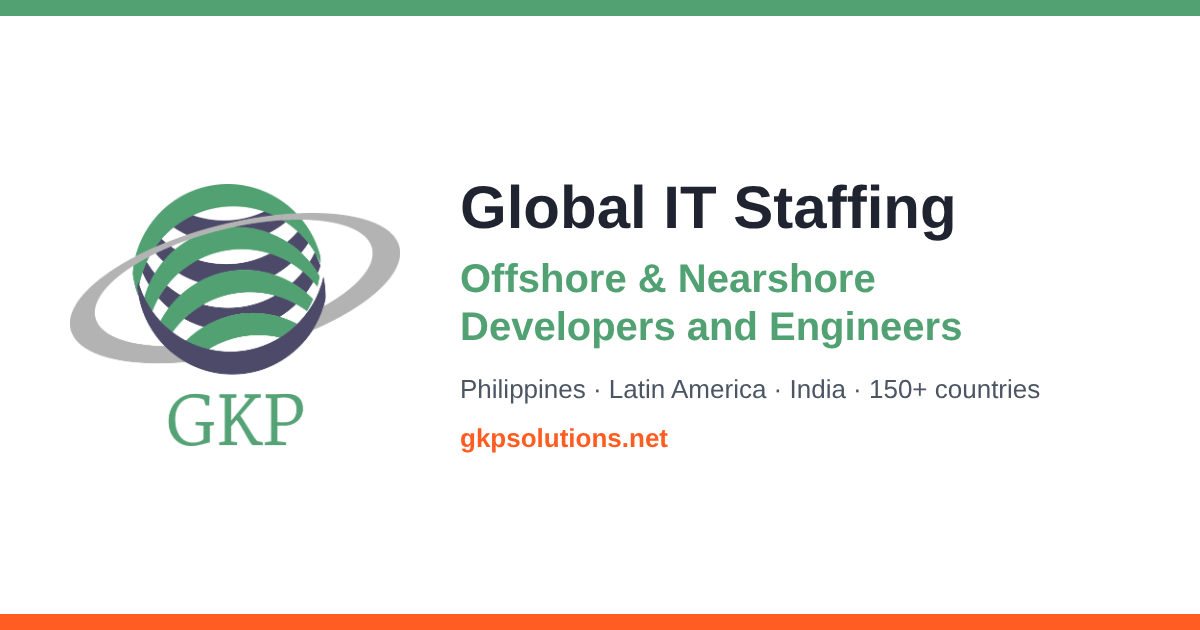 GKP
Global IT Staffing
Offshore & Nearshore
Developers and Engineers
Philippines · Latin America · India · 150+ countries
gkpsolutions.net